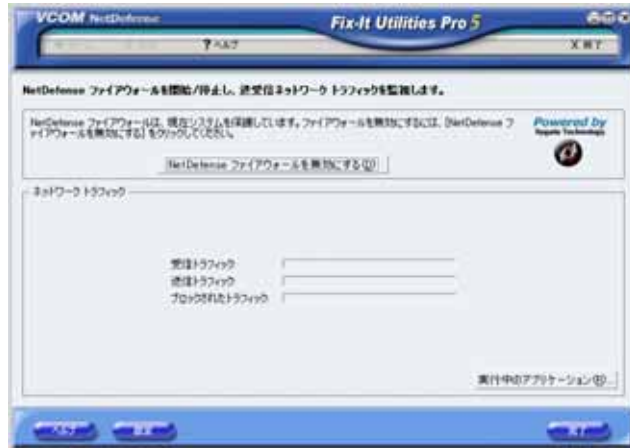 VCOM NetDefense
Fix-It Utilities Pro 5
? ヘルプ
X 終了
NetDefense ファイアウォールを開始/停止し、送受信ネットワーク トラフィックを監視します。
NetDefense ファイアウォールは、現在システムを保護しています。ファイアウォールを無効にするには、[NetDefense フ
ァイアウォールを無効にする] をクリックしてください。
Powered by
Sygate Technology
NetDefense ファイアウォールを無効にする(D)
ネットワーク トラフィック
受信トラフィック
送信トラフィック
ブロックされたトラフィック
実行中のアプリケーション(R)...
ヘルプ
設定
完了